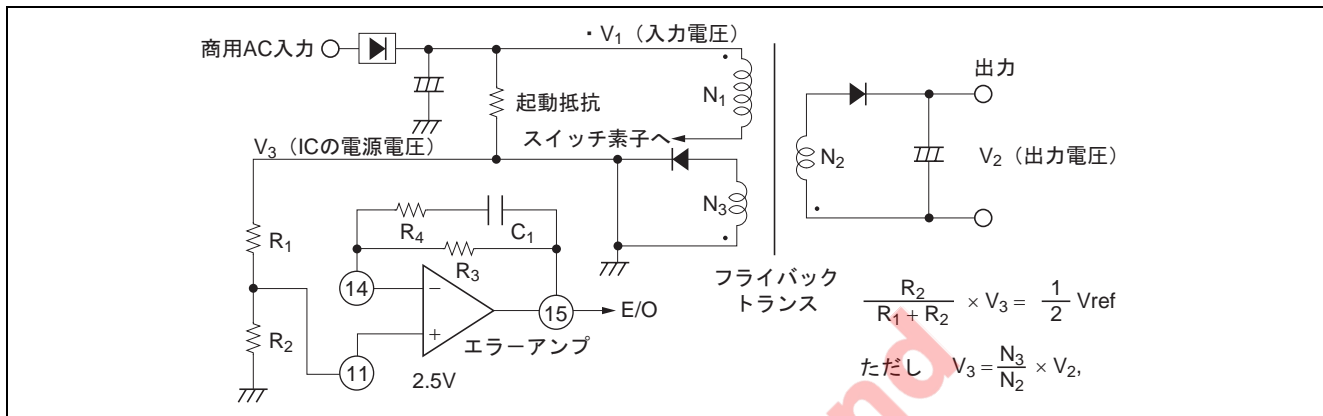 商用AC入力
・V1（入力電圧）
起動抵抗
N1
スイッチ素子へ
出力
V3（ICの電源電圧）
N2
V2（出力電圧）
N3
R1
R4
C1
R3
フライバック
トランス
14
−
15
E/O
R2
+
エラーアンプ
11
2.5V
R2/(R1 + R2) × V3 = 1/2 Vref
ただし V3 = N3/N2 × V2,